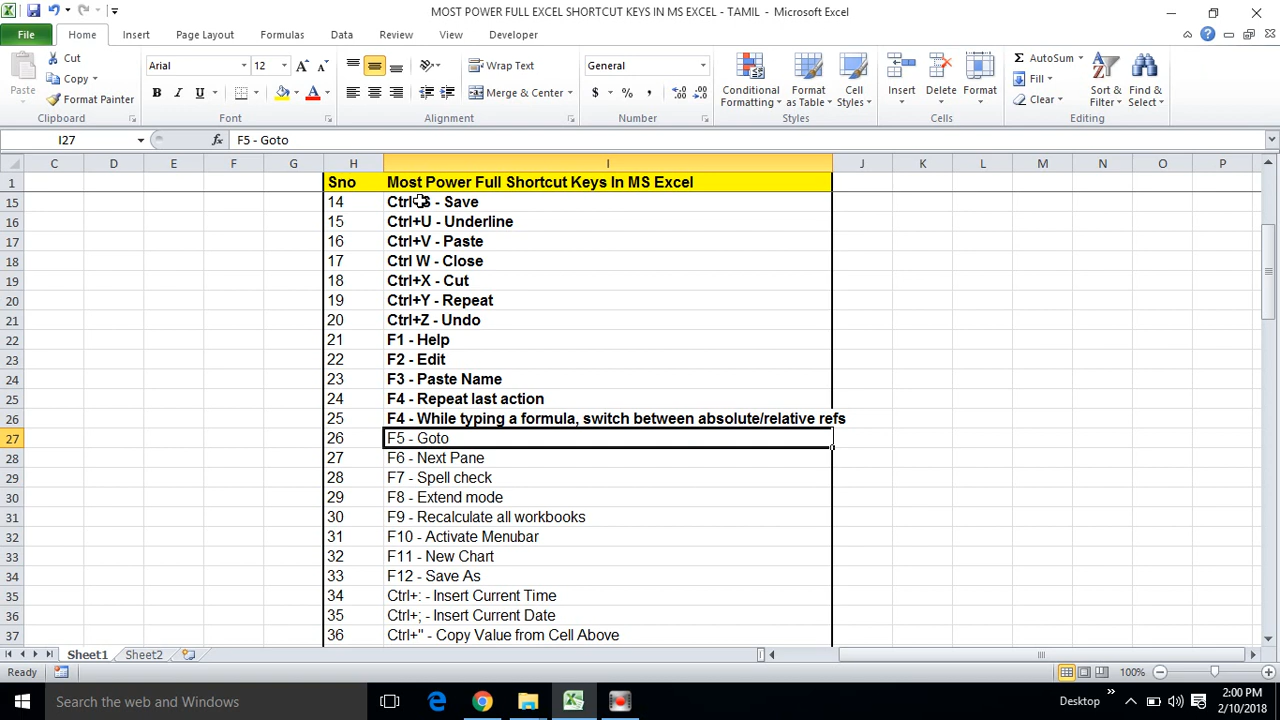 MOST POWER FULL EXCEL SHORTCUT KEYS IN MS EXCEL - TAMIL - Microsoft Excel
File Home Insert Page Layout Formulas Data Review View Developer
Paste
Cut
Copy
Format Painter
Clipboard
Arial 12
B I U
Font
Wrap Text
Merge & Center
Alignment
General
$ % ,
Number
Conditional Formatting
Format as Table
Cell Styles
Styles
Insert Delete Format
Cells
AutoSum
Fill
Clear
Sort & Filter
Find & Select
Editing
I27 fx F5 - Goto
C D E F G H I J K L M N O P
1 Sno Most Power Full Shortcut Keys In MS Excel
15 14 Ctrl+S - Save
16 15 Ctrl+U - Underline
17 16 Ctrl+V - Paste
18 17 Ctrl W - Close
19 18 Ctrl+X - Cut
20 19 Ctrl+Y - Repeat
21 20 Ctrl+Z - Undo
22 21 F1 - Help
23 22 F2 - Edit
24 23 F3 - Paste Name
25 24 F4 - Repeat last action
26 25 F4 - While typing a formula, switch between absolute/relative refs
27 26 F5 - Goto
28 27 F6 - Next Pane
29 28 F7 - Spell check
30 29 F8 - Extend mode
31 30 F9 - Recalculate all workbooks
32 31 F10 - Activate Menubar
33 32 F11 - New Chart
34 33 F12 - Save As
35 34 Ctrl+: - Insert Current Time
36 35 Ctrl+; - Insert Current Date
37 36 Ctrl+" - Copy Value from Cell Above
Sheet1 Sheet2
Ready 100%
Search the web and Windows
Desktop
2:00 PM
2/10/2018